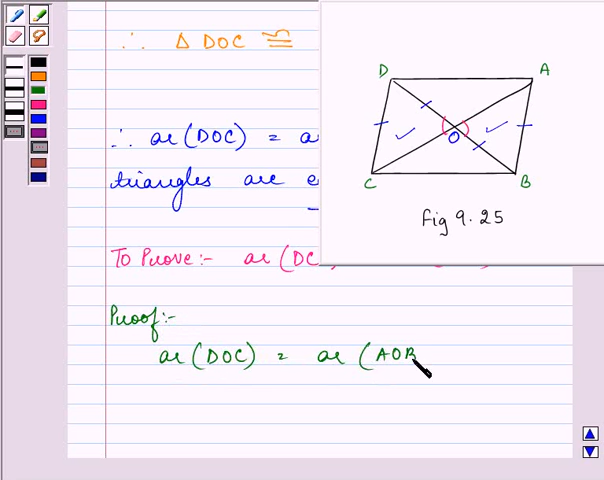 ∴ Δ DOC ≅
∴ ar (DOC) = a
triangles are e
To Prove:- ar (DC
Proof:-
ar (DOC) = ar (AOB
D A
O
C B
Fig 9.25